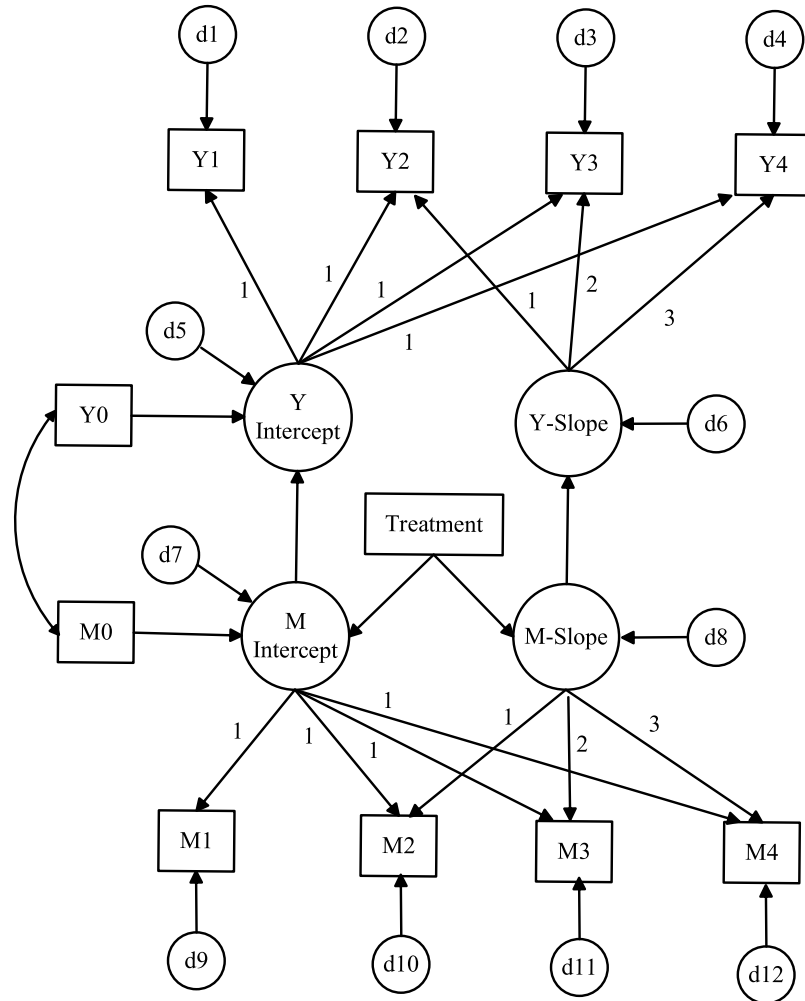 d1
d2
d3
d4
Y1
Y2
Y3
Y4
1
1
1
1
1
2
3
d5
Y0
Y
Intercept
Y-Slope
d6
Treatment
d7
M0
M
Intercept
M-Slope
d8
1
1
1
1
1
2
3
M1
M2
M3
M4
d9
d10
d11
d12